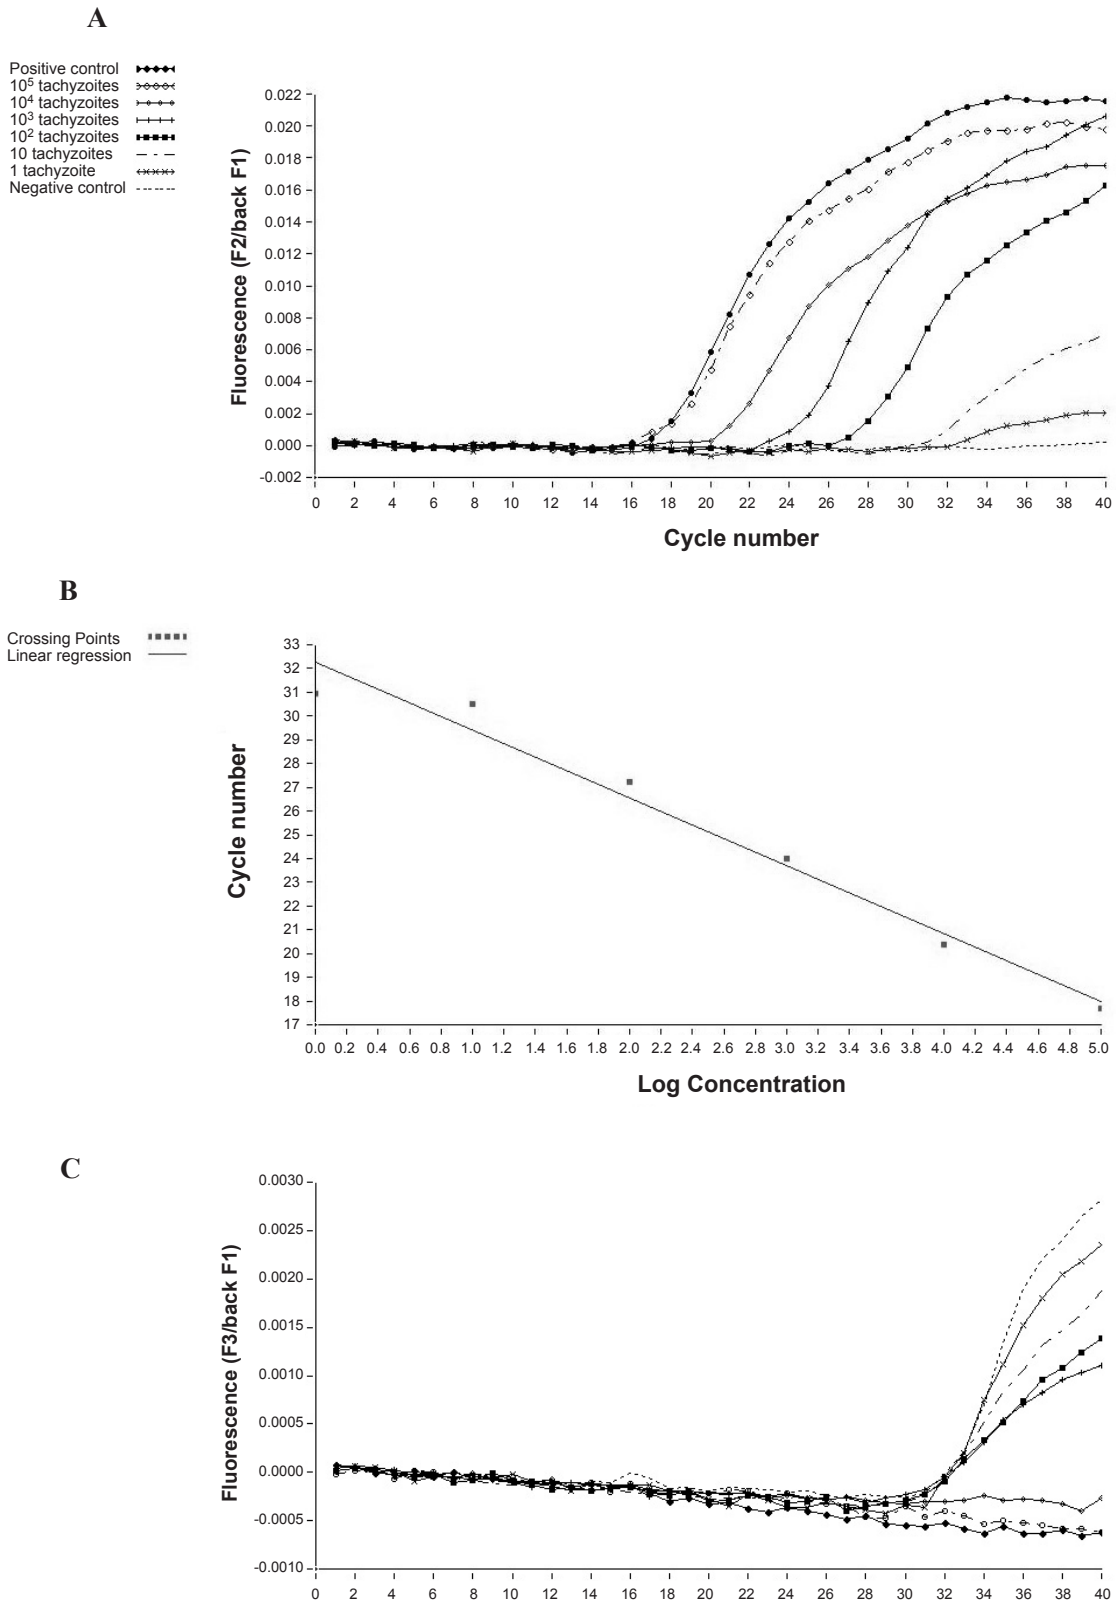 A
Positive control
10⁵ tachyzoites
10⁴ tachyzoites
10³ tachyzoites
10² tachyzoites
10 tachyzoites
1 tachyzoite
Negative control
Fluorescence (F2/back F1)
0.022
0.020
0.018
0.016
0.014
0.012
0.010
0.008
0.006
0.004
0.002
0.000
-0.002
0 2 4 6 8 10 12 14 16 18 20 22 24 26 28 30 32 34 36 38 40
Cycle number
B
Crossing Points
Linear regression
Cycle number
33
32
31
30
29
28
27
26
25
24
23
22
21
20
19
18
17
0.0 0.2 0.4 0.6 0.8 1.0 1.2 1.4 1.6 1.8 2.0 2.2 2.4 2.6 2.8 3.0 3.2 3.4 3.6 3.8 4.0 4.2 4.4 4.6 4.8 5.0
Log Concentration
C
Fluorescence (F3/back F1)
0.0030
0.0025
0.0020
0.0015
0.0010
0.0005
0.0000
-0.0005
-0.0010
0 2 4 6 8 10 12 14 16 18 20 22 24 26 28 30 32 34 36 38 40